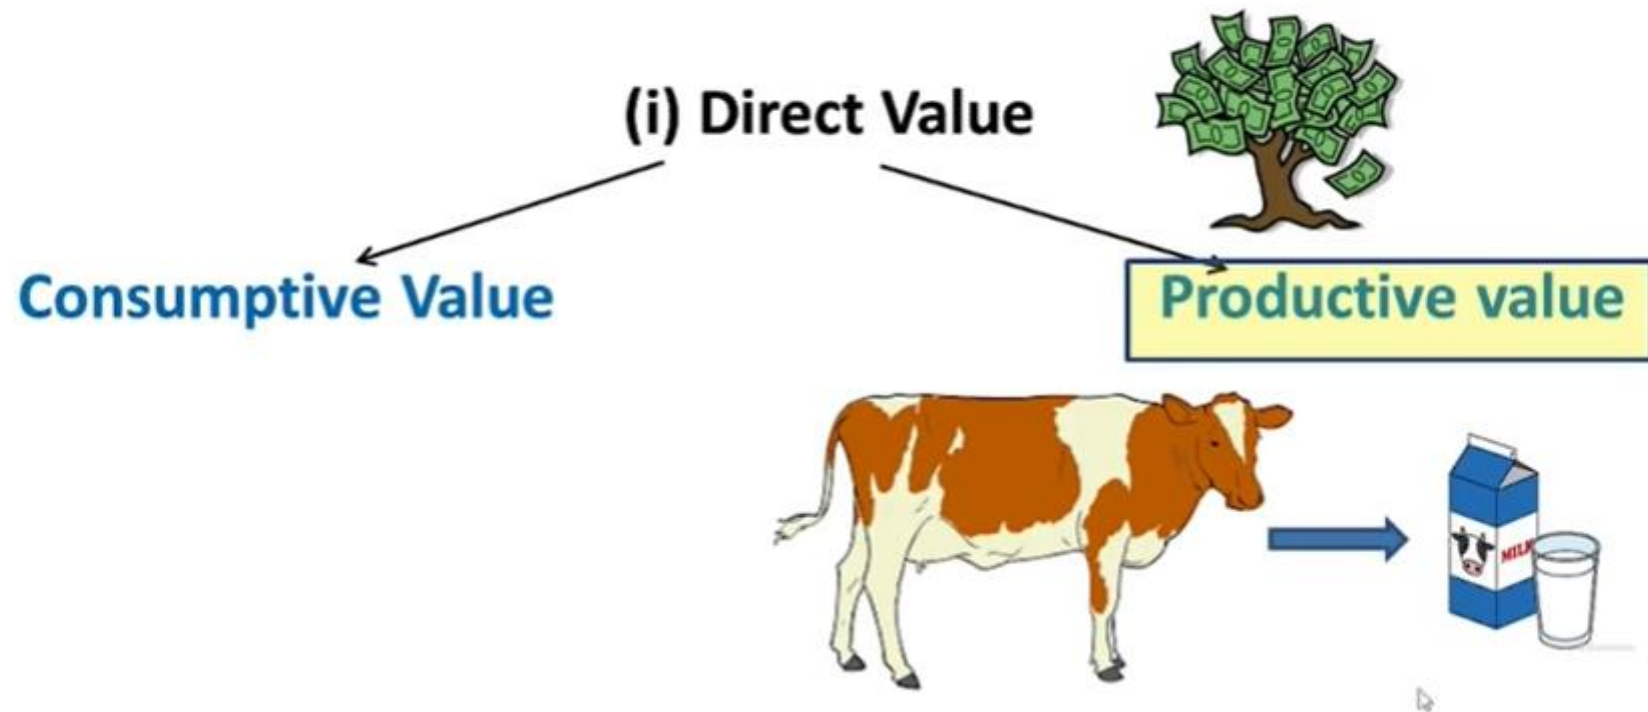 (i) Direct Value
Consumptive Value
Productive value
MILK